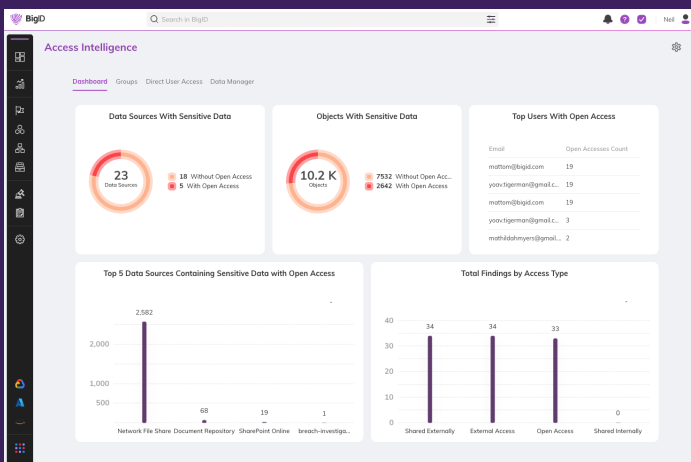 BigID
Search in BigID
Neil
Access Intelligence
Dashboard Groups Direct User Access Data Manager
Data Sources With Sensitive Data
23
Data Sources
18 Without Open Access
5 With Open Access
Objects With Sensitive Data
10.2 K
Objects
7532 Without Open Acc...
2642 With Open Access
Top Users With Open Access
Email Open Accesses Count
mattom@bigid.com 19
yoav.tigerman@gmail.c... 19
mattom@bigid.com 19
yoav.tigerman@gmail.c... 3
mathildahmyers@gmail.... 2
Top 5 Data Sources Containing Sensitive Data with Open Access
2,582
2,000
1,000
500
68
19
1
Network File Share Document Repository SharePoint Online breach-investiga...
Total Findings by Access Type
40
30
20
10
0
34
34
33
0
Shared Externally External Access Open Access Shared Internally